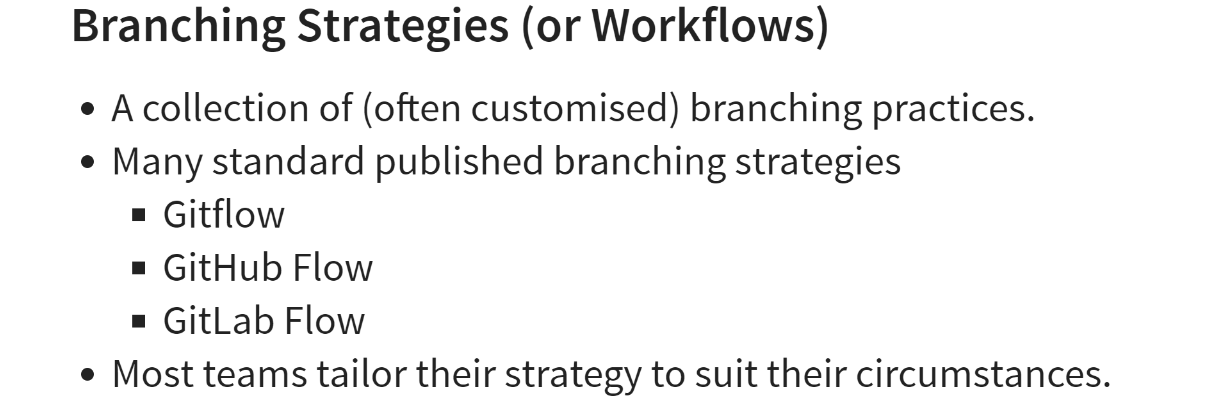 Branching Strategies (or Workflows)
• A collection of (often customised) branching practices.
• Many standard published branching strategies
▪ Gitflow
▪ GitHub Flow
▪ GitLab Flow
• Most teams tailor their strategy to suit their circumstances.